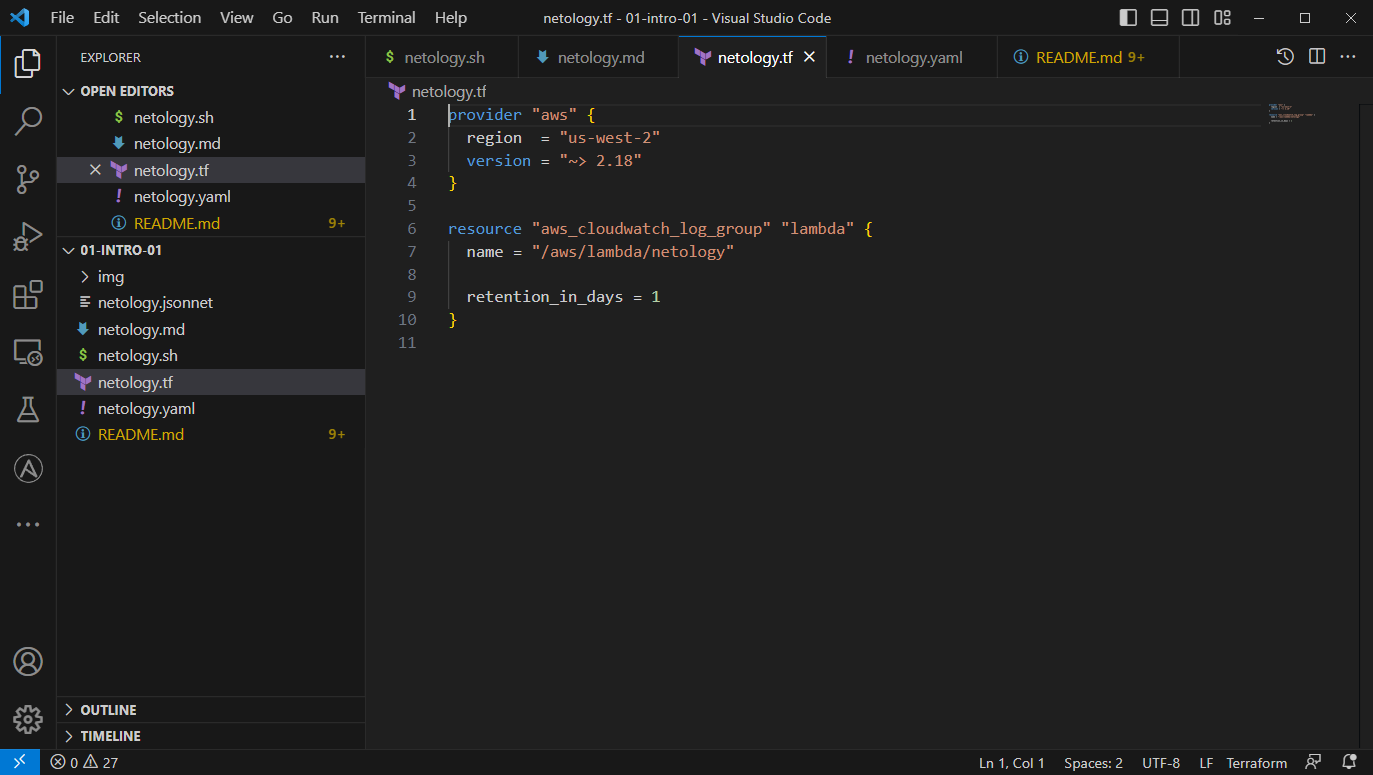 File Edit Selection View Go Run Terminal Help netology.tf - 01-intro-01 - Visual Studio Code
EXPLORER
OPEN EDITORS
$ netology.sh
netology.md
netology.tf
! netology.yaml
README.md 9+
01-INTRO-01
img
netology.jsonnet
netology.md
$ netology.sh
netology.tf
! netology.yaml
README.md 9+
OUTLINE
TIMELINE
$ netology.sh netology.md netology.tf ! netology.yaml README.md 9+
netology.tf
1 provider "aws" {
2   region  = "us-west-2"
3   version = "~> 2.18"
4 }
5
6 resource "aws_cloudwatch_log_group" "lambda" {
7   name = "/aws/lambda/netology"
8
9   retention_in_days = 1
10 }
11
0 27 Ln 1, Col 1 Spaces: 2 UTF-8 LF Terraform